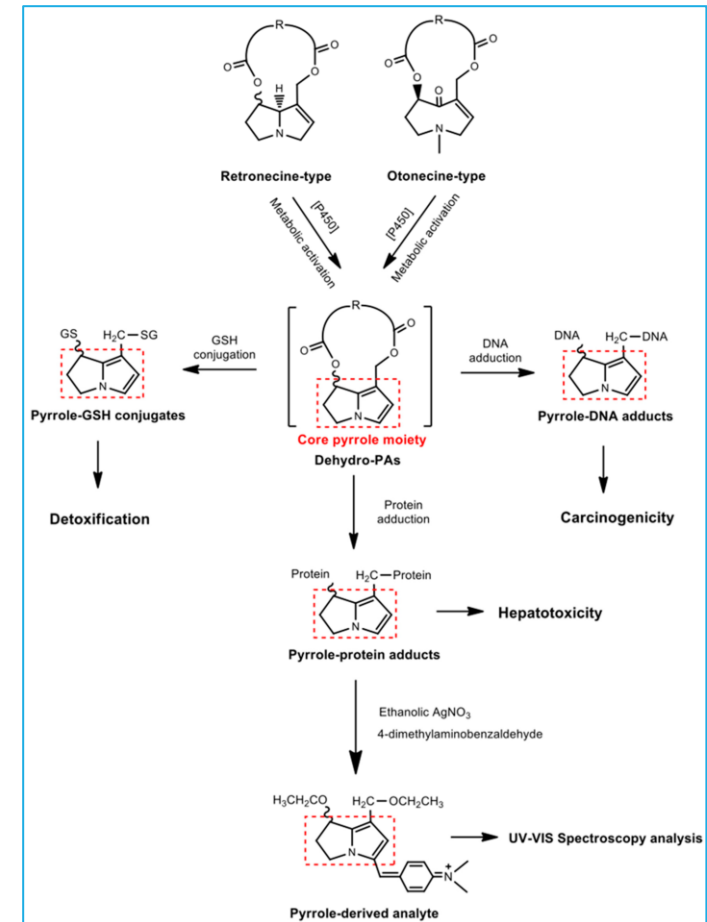 R
O
O
O
O
H
N
Retronecine-type
R
O
O
O
O
O
N
Otonecine-type
[P450]
Metabolic activation
[P450]
Metabolic activation
GS
H₂C—SG
N
Pyrrole-GSH conjugates
GSH
conjugation
R
O
O
O
O
N
Core pyrrole moiety
Dehydro-PAs
DNA
adduction
DNA
H₂C—DNA
N
Pyrrole-DNA adducts
Detoxification
Carcinogenicity
Protein
adduction
Protein
H₂C—Protein
N
Pyrrole-protein adducts
Hepatotoxicity
Ethanolic AgNO₃
4-dimethylaminobenzaldehyde
H₃CH₂CO
H₂C—OCH₂CH₃
N
N+
UV-VIS Spectroscopy analysis
Pyrrole-derived analyte